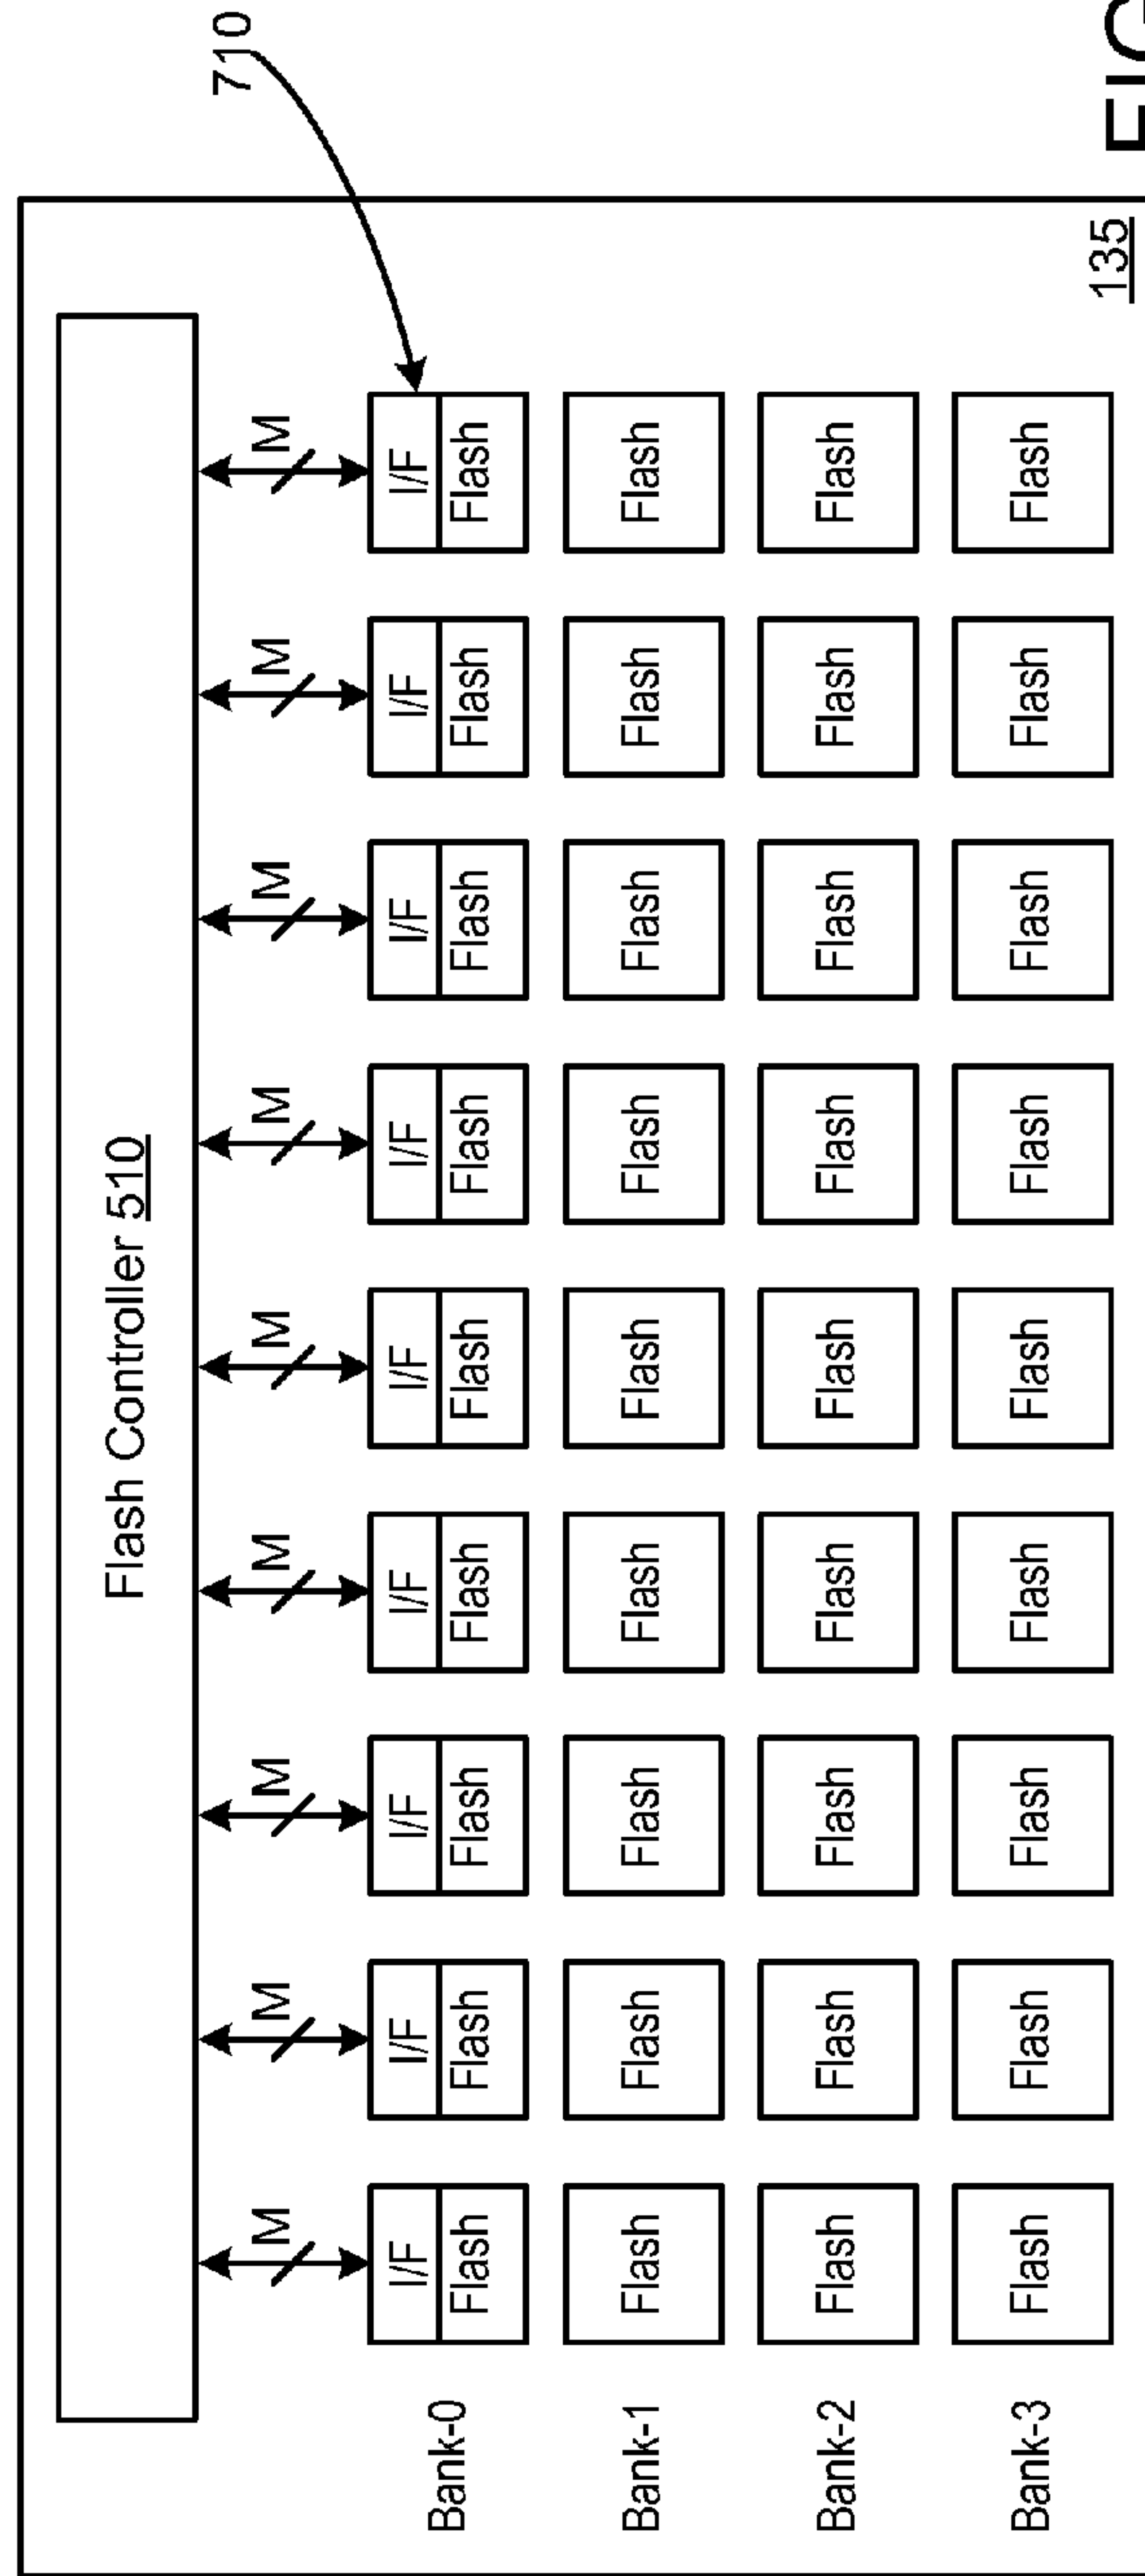 Flash Controller 510
710
M M M M M M M M M
I/F I/F I/F I/F I/F I/F I/F I/F I/F
Bank-0 Flash Flash Flash Flash Flash Flash Flash Flash Flash
Bank-1 Flash Flash Flash Flash Flash Flash Flash Flash Flash
Bank-2 Flash Flash Flash Flash Flash Flash Flash Flash Flash
Bank-3 Flash Flash Flash Flash Flash Flash Flash Flash Flash
135
FIG